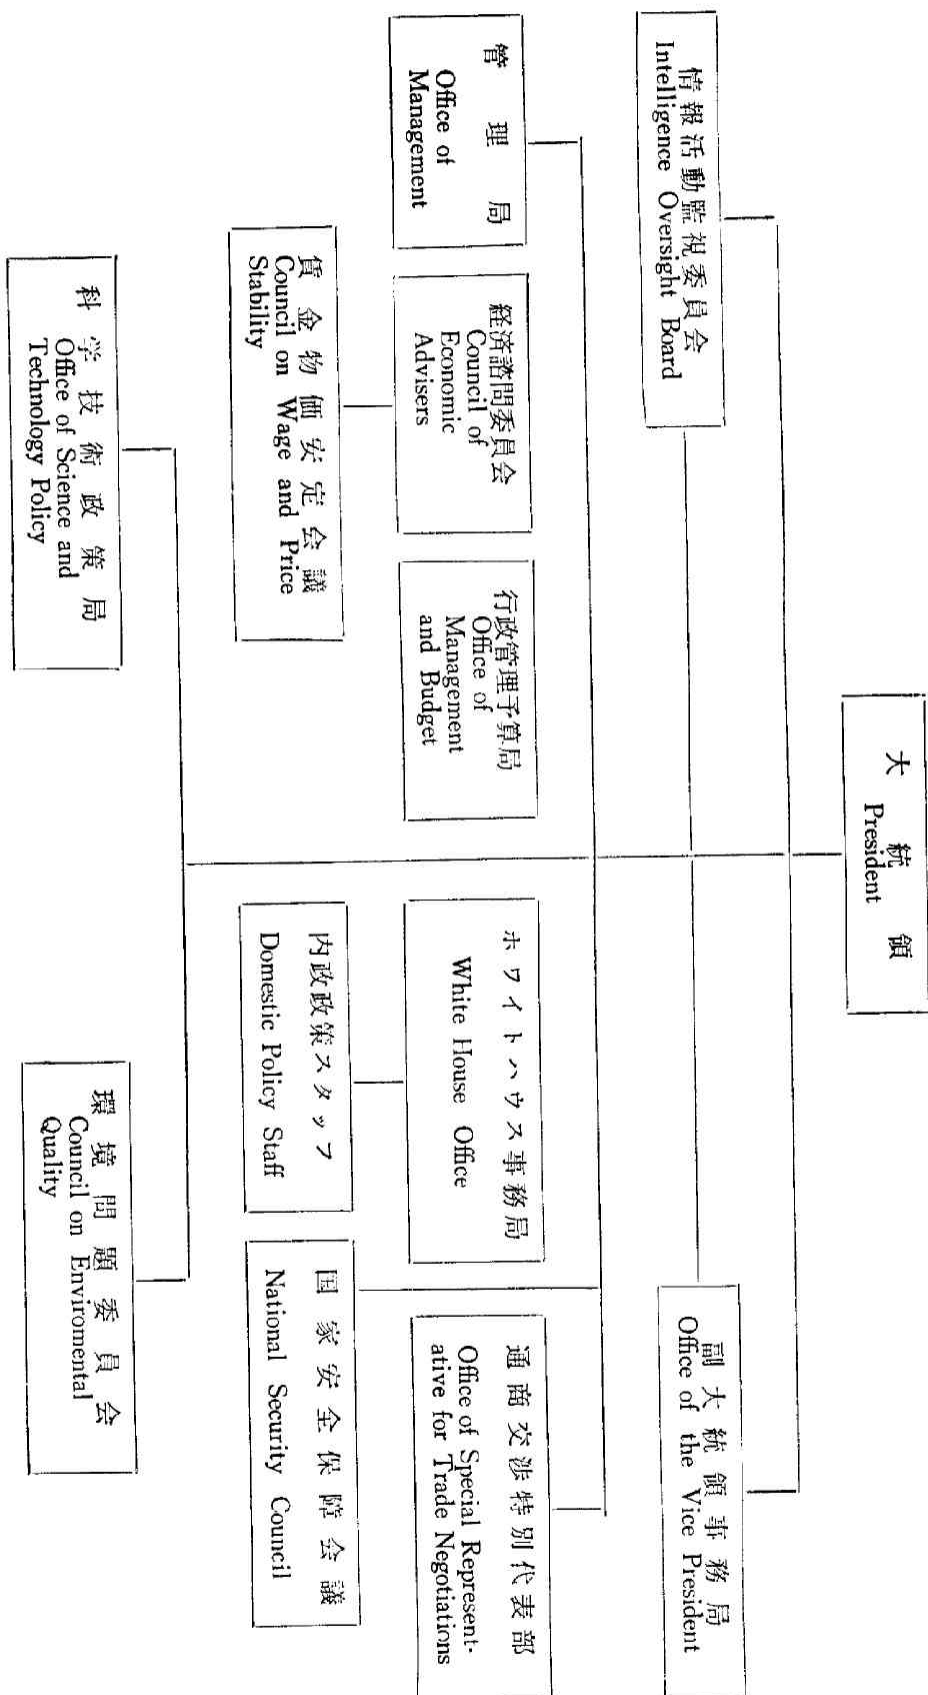 大統領
President
情報活動監視委員会
Intelligence Oversight Board
副大統領事務局
Office of the Vice President
管理局
Office of
Management
経済諮問委員会
Council of
Economic
Advisers
行政管理予算局
Office of
Management
and Budget
ホワイトハウス事務局
White House Office
通商交渉特別代表部
Office of Special Represent-
ative for Trade Negotiations
賃金物価安定会議
Council on Wage and Price
Stability
内政政策スタッフ
Domestic Policy Staff
国家安全保障会議
National Security Council
科学技術政策局
Office of Science and
Technology Policy
環境問題委員会
Council on Enviromental
Quality